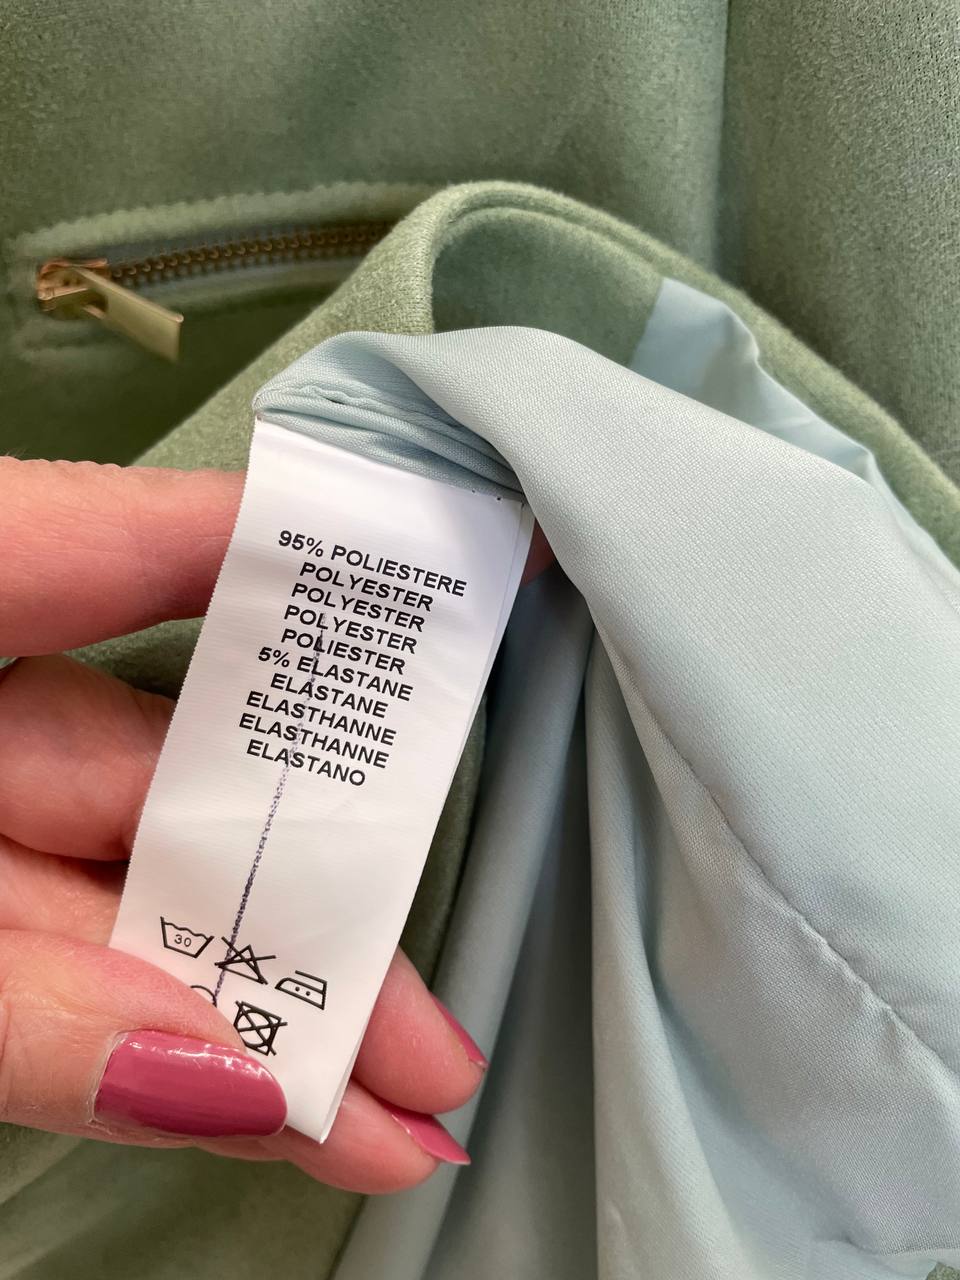 95% POLIESTERE
POLYESTER
POLYESTER
POLYESTER
POLIESTER
5% ELASTANE
ELASTANE
ELASTHANNE
ELASTHANNE
ELASTANO
30